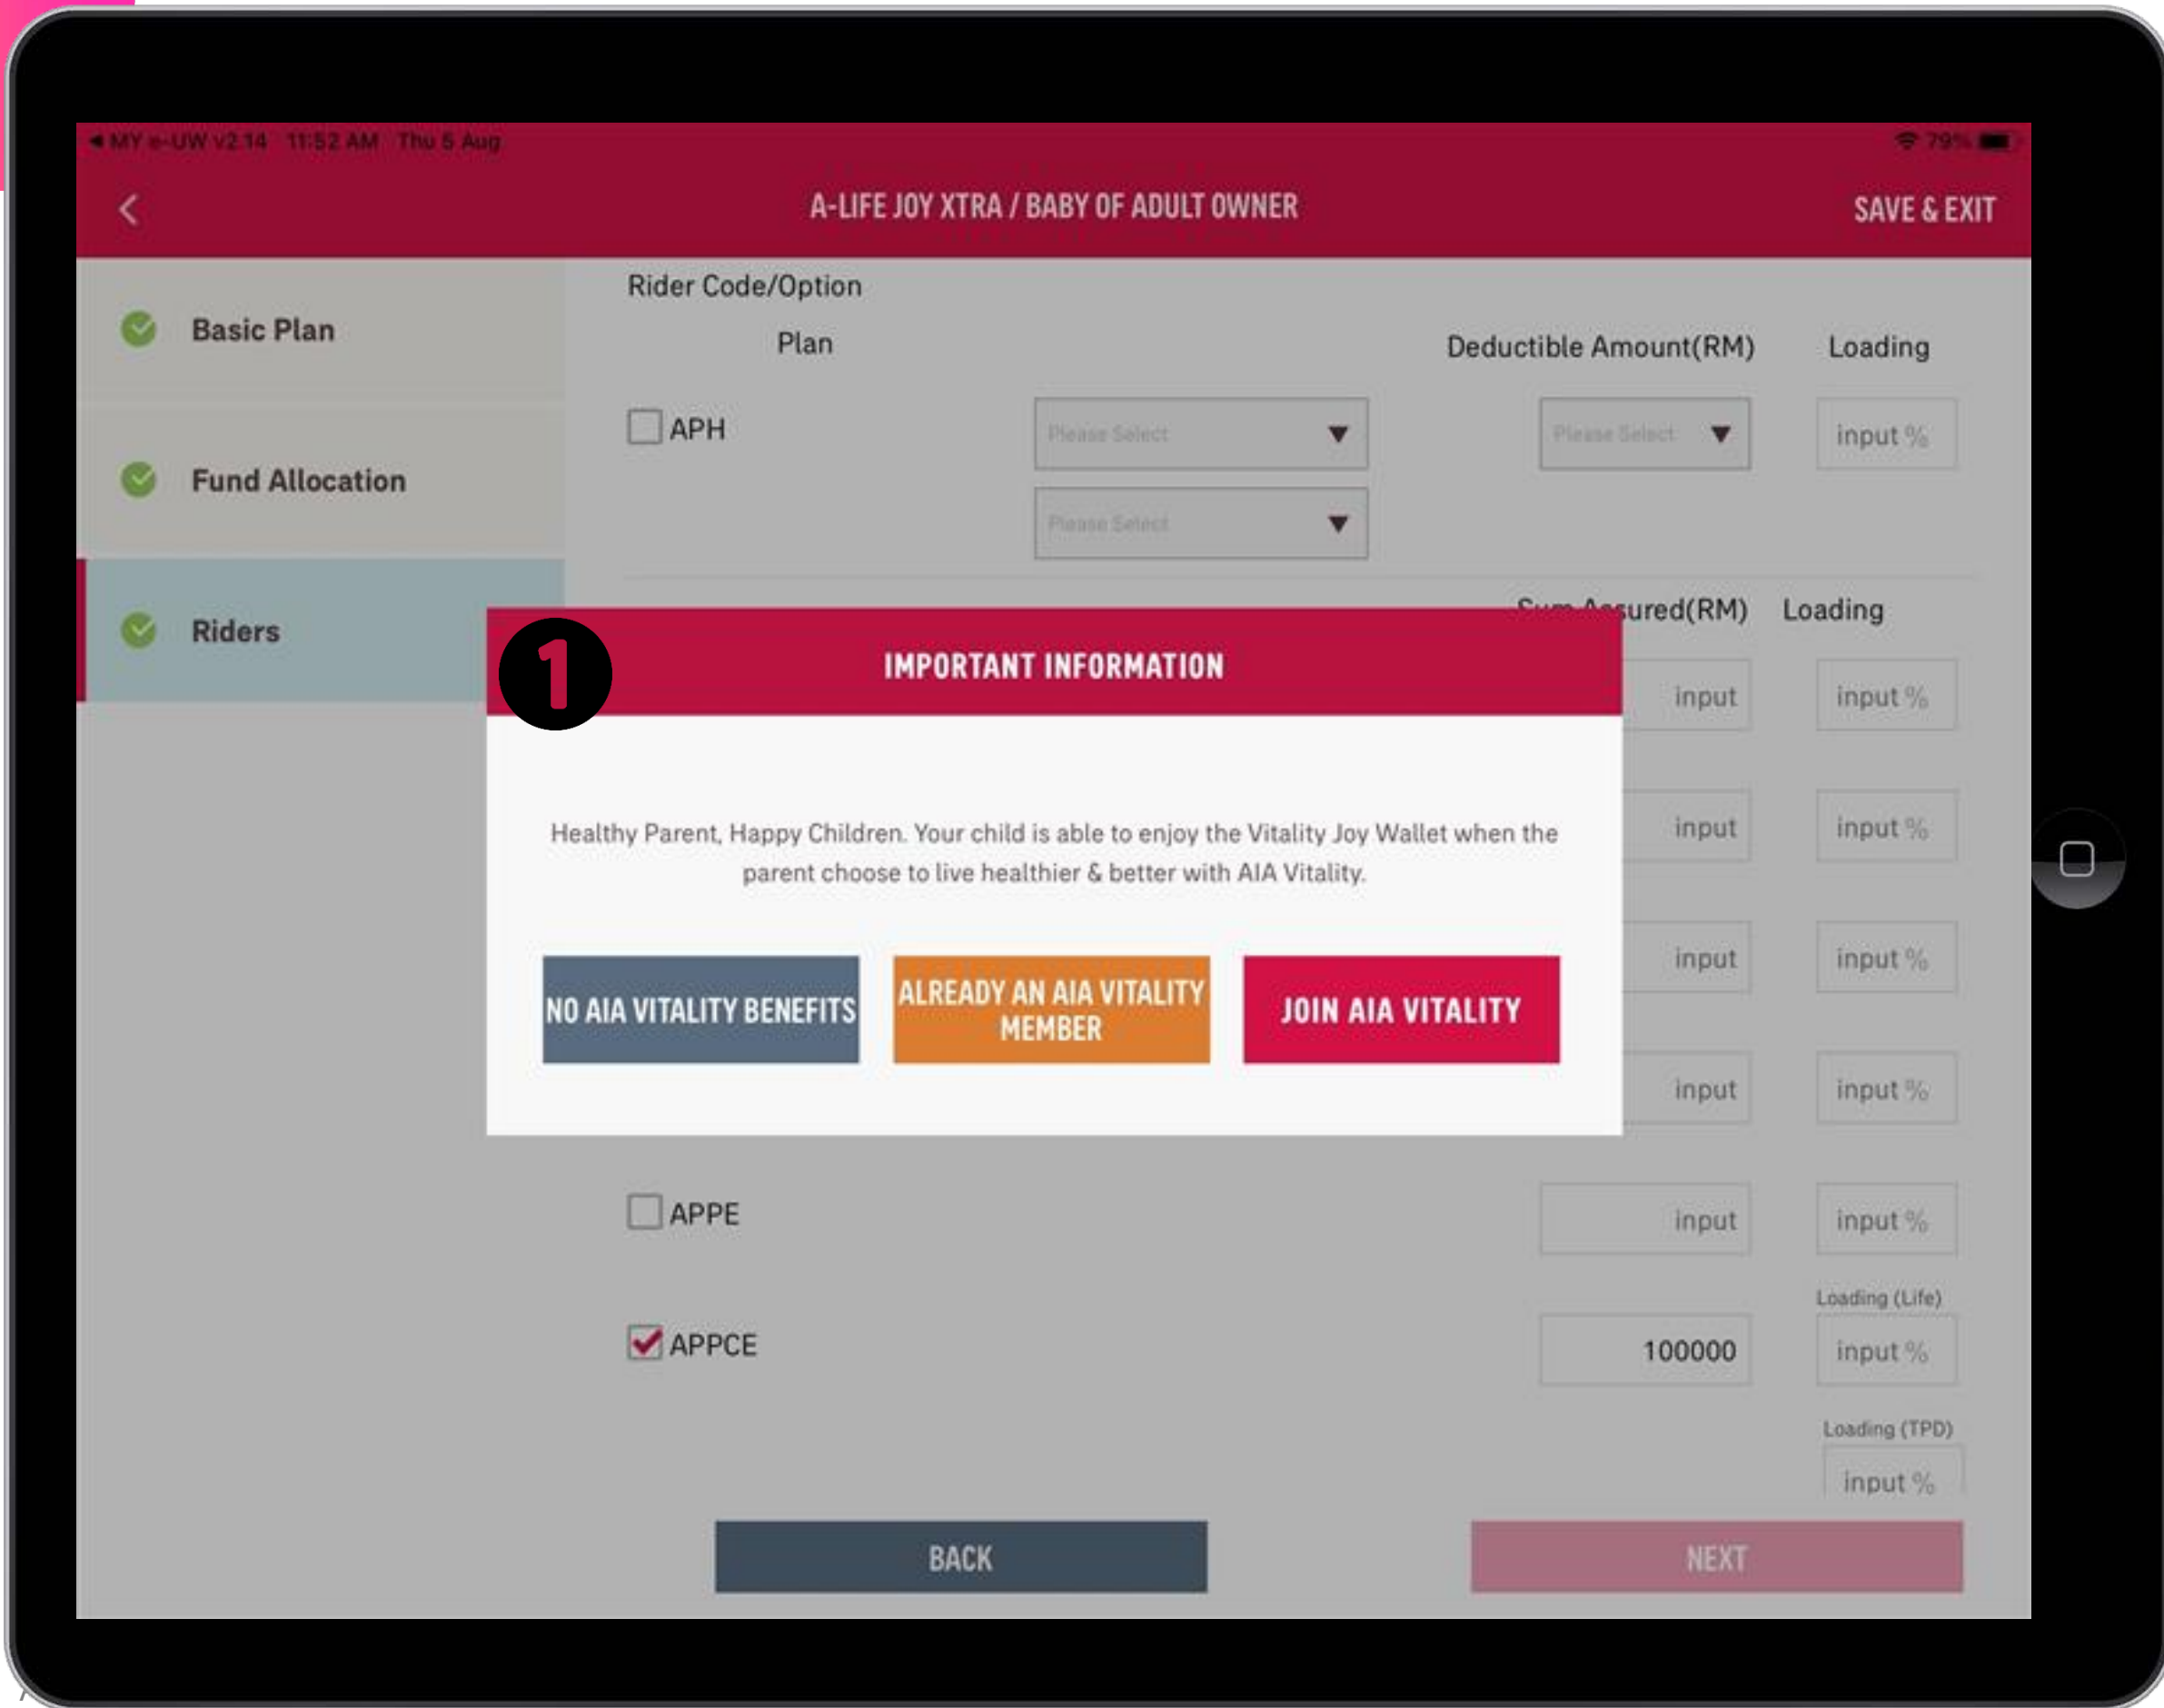 MY e-UW v2.14 11:52 AM Thu 5 Aug
79%
A-LIFE JOY XTRA / BABY OF ADULT OWNER
SAVE & EXIT
Basic Plan
Fund Allocation
Riders
Rider Code/Option
Plan
Deductible Amount(RM)
Loading
APH
Please Select
Please Select
input %
Please Select
Sum Assured(RM)
Loading
1
IMPORTANT INFORMATION
input
input %
Healthy Parent, Happy Children. Your child is able to enjoy the Vitality Joy Wallet when the
parent choose to live healthier & better with AIA Vitality.
input
input %
NO AIA VITALITY BENEFITS
ALREADY AN AIA VITALITY
MEMBER
JOIN AIA VITALITY
input
input %
input
input %
APPE
input
input %
Loading (Life)
APPCE
100000
input %
Loading (TPD)
input %
BACK
NEXT